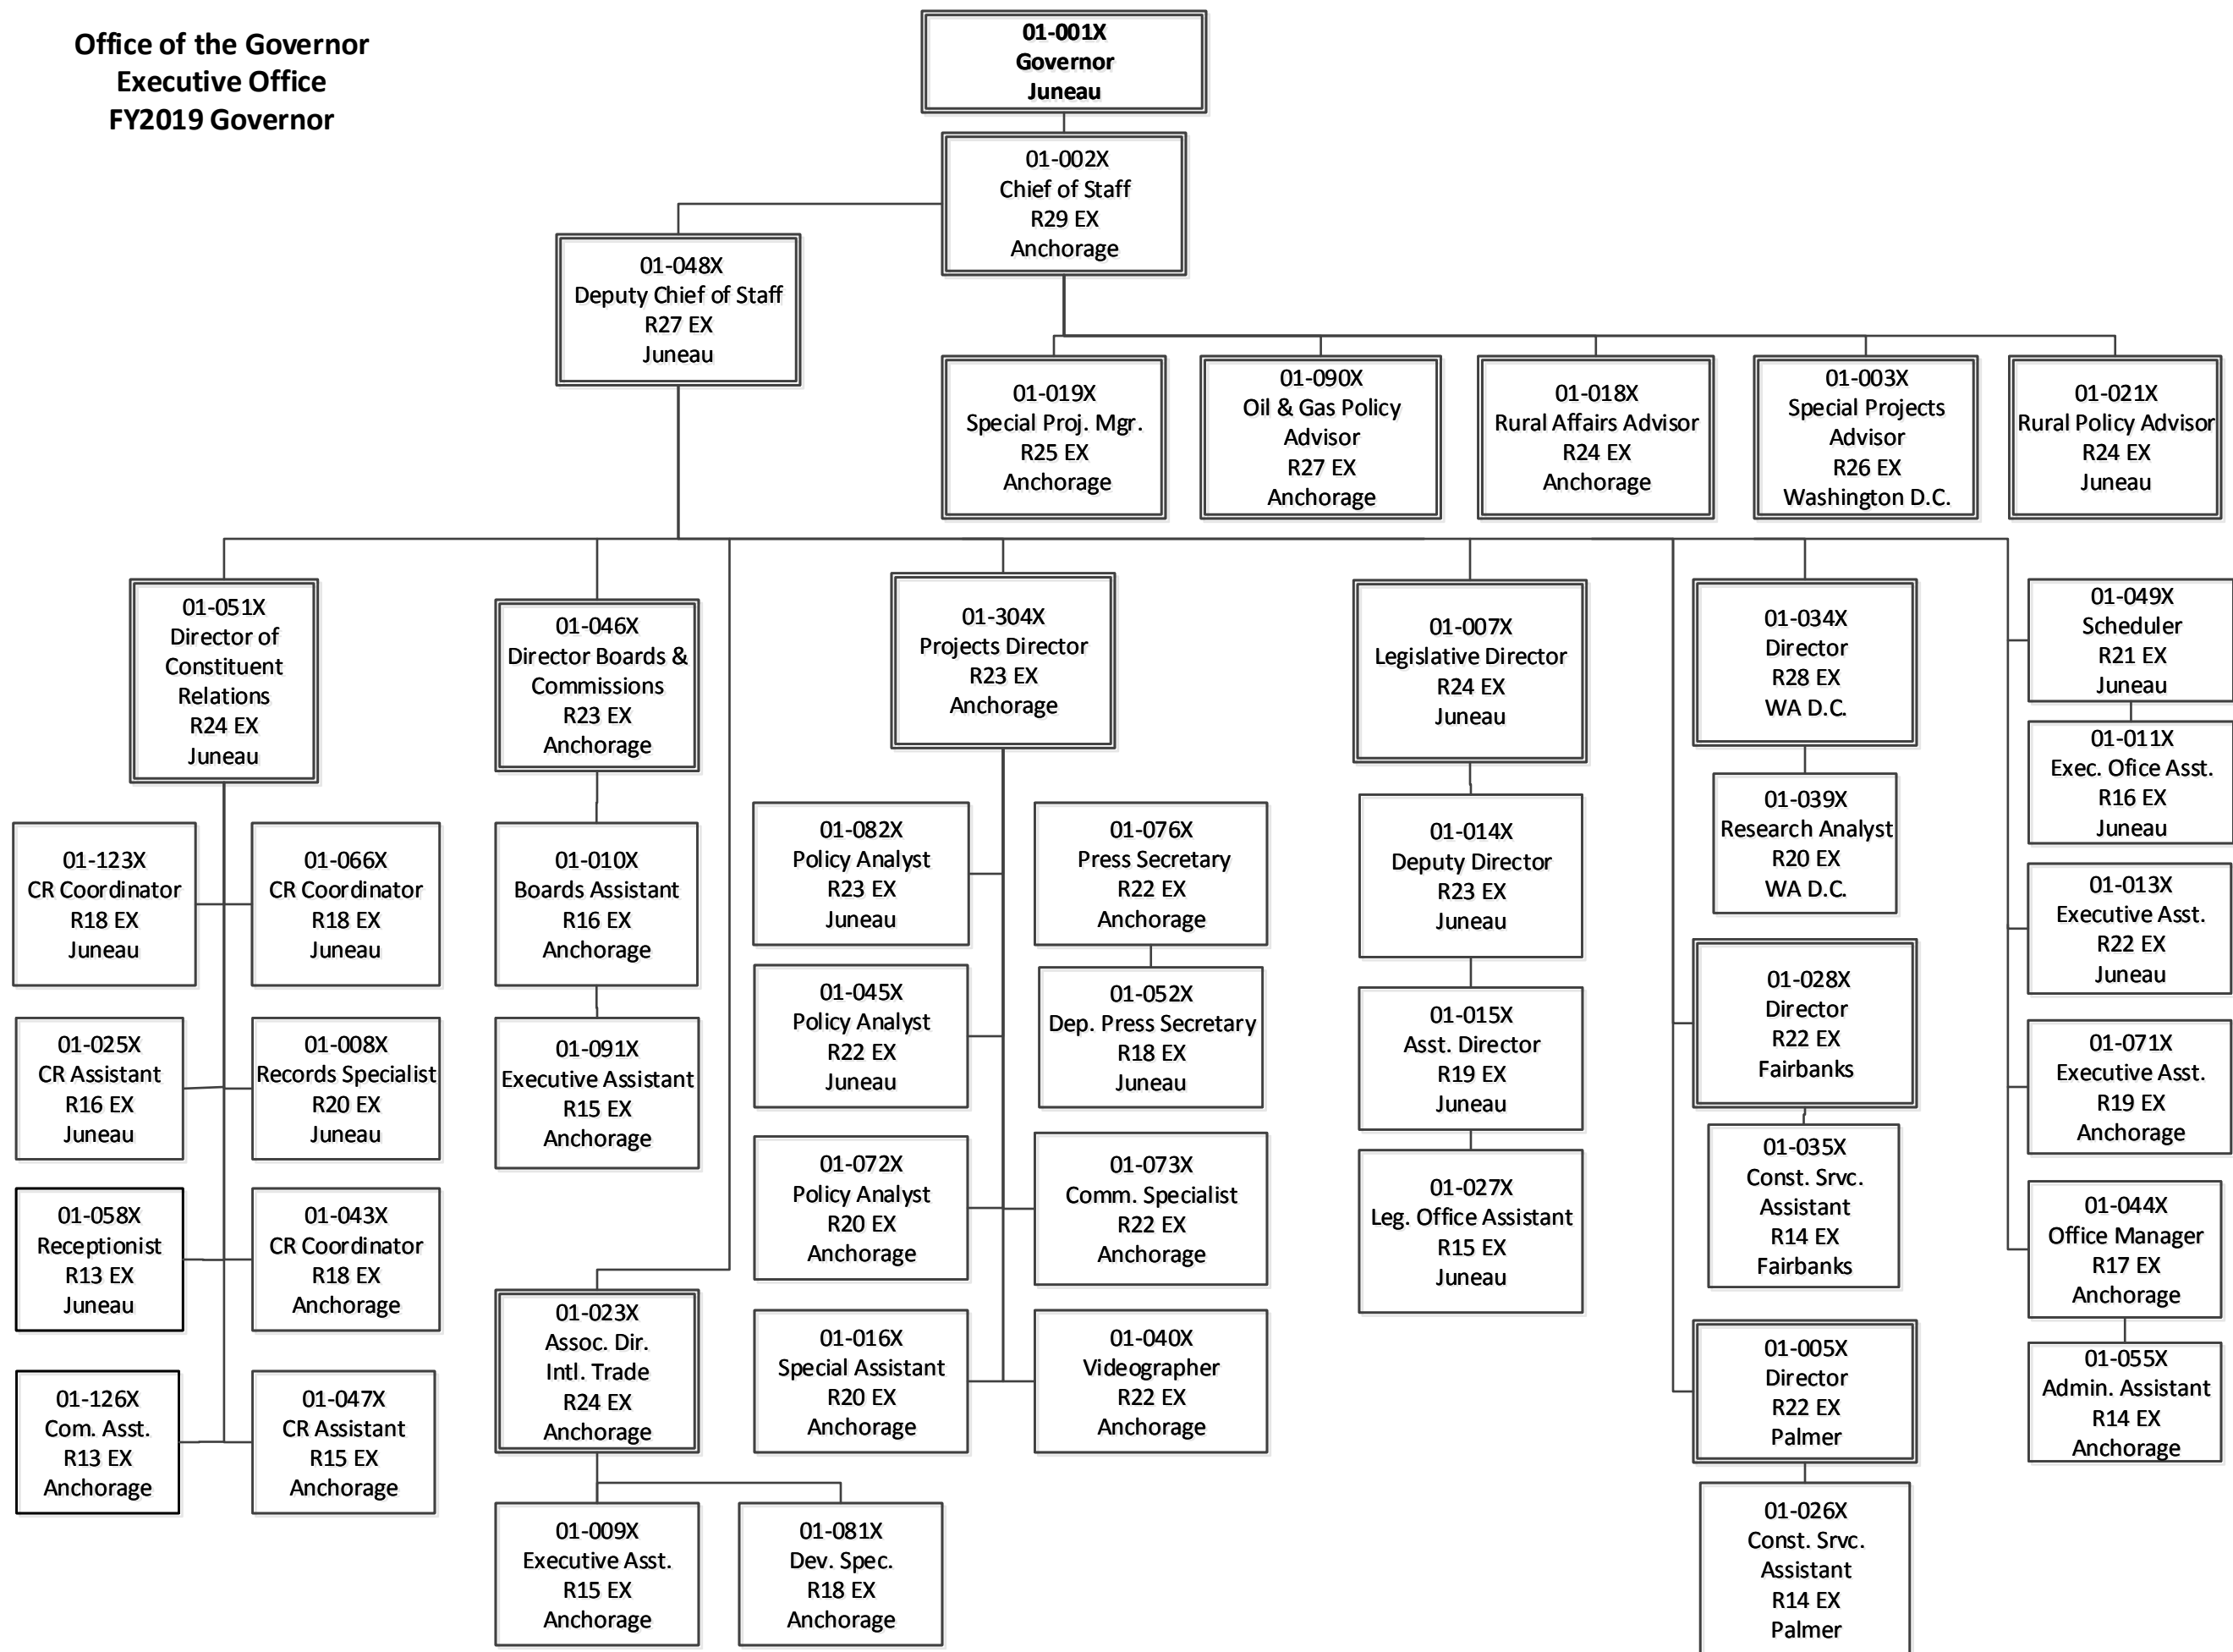 Office of the Governor
Executive Office
FY2019 Governor
01-001X
Governor
Juneau
01-002X
Chief of Staff
R29 EX
Anchorage
01-048X
Deputy Chief of Staff
R27 EX
Juneau
01-019X
Special Proj. Mgr.
R25 EX
Anchorage
01-090X
Oil & Gas Policy
Advisor
R27 EX
Anchorage
01-018X
Rural Affairs Advisor
R24 EX
Anchorage
01-003X
Special Projects
Advisor
R26 EX
Washington D.C.
01-021X
Rural Policy Advisor
R24 EX
Juneau
01-051X
Director of
Constituent
Relations
R24 EX
Juneau
01-046X
Director Boards &
Commissions
R23 EX
Anchorage
01-304X
Projects Director
R23 EX
Anchorage
01-007X
Legislative Director
R24 EX
Juneau
01-034X
Director
R28 EX
WA D.C.
01-049X
Scheduler
R21 EX
Juneau
01-011X
Exec. Ofice Asst.
R16 EX
Juneau
01-039X
Research Analyst
R20 EX
WA D.C.
01-123X
CR Coordinator
R18 EX
Juneau
01-066X
CR Coordinator
R18 EX
Juneau
01-010X
Boards Assistant
R16 EX
Anchorage
01-082X
Policy Analyst
R23 EX
Juneau
01-076X
Press Secretary
R22 EX
Anchorage
01-014X
Deputy Director
R23 EX
Juneau
01-013X
Executive Asst.
R22 EX
Juneau
01-028X
Director
R22 EX
Fairbanks
01-045X
Policy Analyst
R22 EX
Juneau
01-052X
Dep. Press Secretary
R18 EX
Juneau
01-015X
Asst. Director
R19 EX
Juneau
01-025X
CR Assistant
R16 EX
Juneau
01-008X
Records Specialist
R20 EX
Juneau
01-091X
Executive Assistant
R15 EX
Anchorage
01-071X
Executive Asst.
R19 EX
Anchorage
01-035X
Const. Srvc.
Assistant
R14 EX
Fairbanks
01-072X
Policy Analyst
R20 EX
Anchorage
01-073X
Comm. Specialist
R22 EX
Anchorage
01-027X
Leg. Office Assistant
R15 EX
Juneau
01-058X
Receptionist
R13 EX
Juneau
01-043X
CR Coordinator
R18 EX
Anchorage
01-044X
Office Manager
R17 EX
Anchorage
01-023X
Assoc. Dir.
Intl. Trade
R24 EX
Anchorage
01-016X
Special Assistant
R20 EX
Anchorage
01-040X
Videographer
R22 EX
Anchorage
01-005X
Director
R22 EX
Palmer
01-055X
Admin. Assistant
R14 EX
Anchorage
01-126X
Com. Asst.
R13 EX
Anchorage
01-047X
CR Assistant
R15 EX
Anchorage
01-009X
Executive Asst.
R15 EX
Anchorage
01-081X
Dev. Spec.
R18 EX
Anchorage
01-026X
Const. Srvc.
Assistant
R14 EX
Palmer